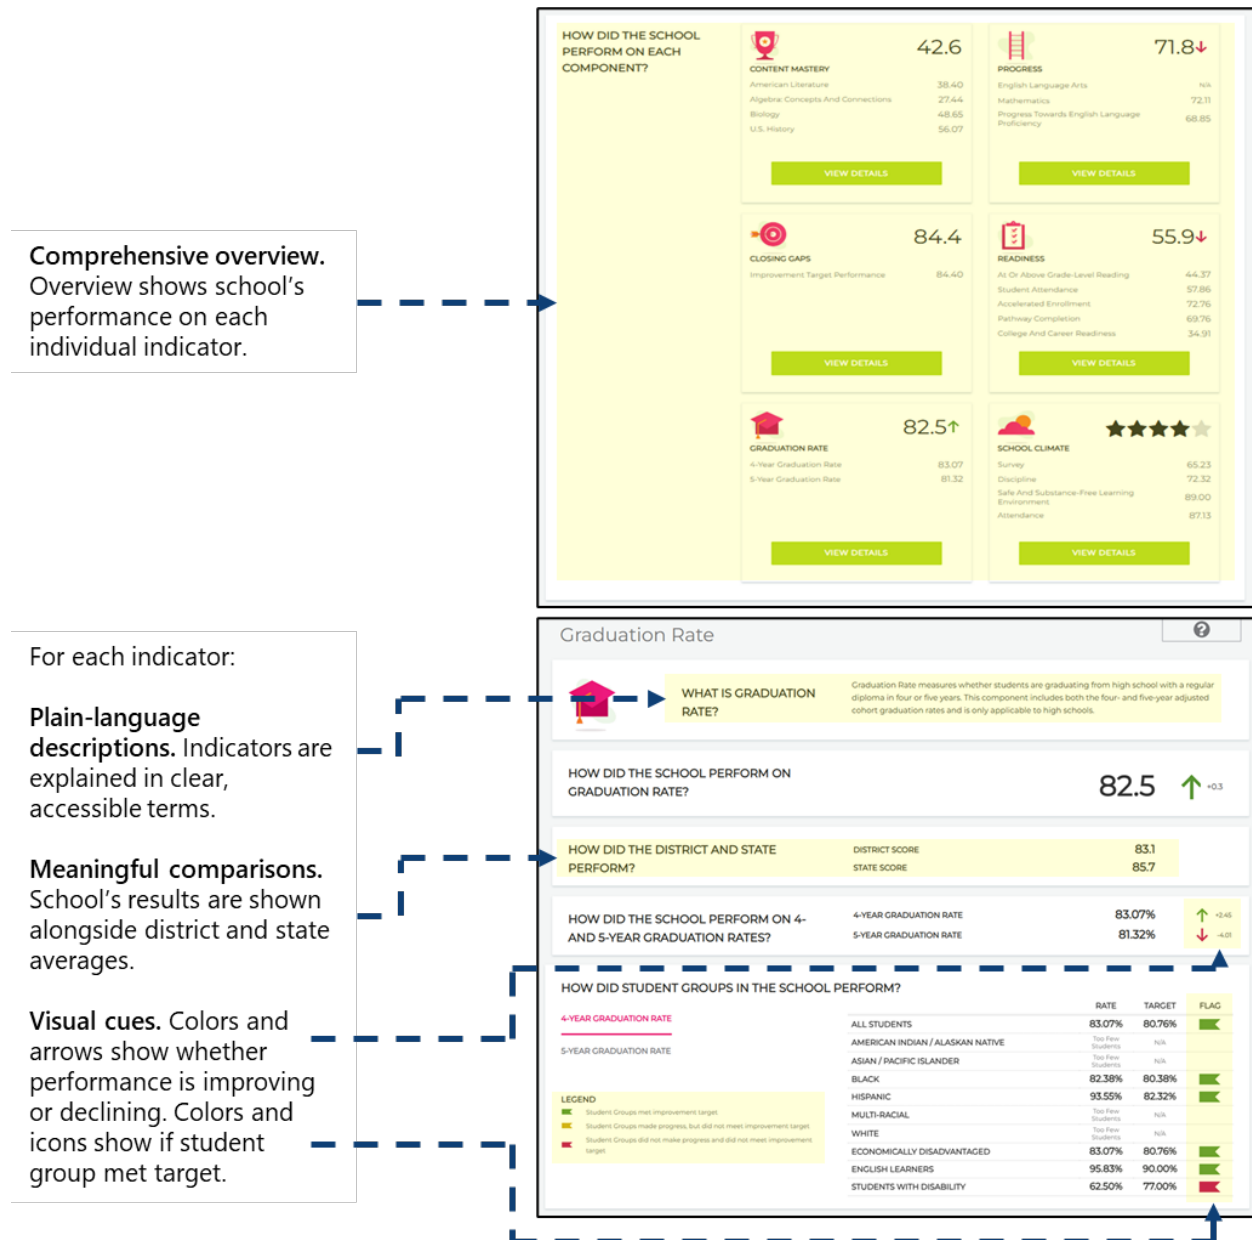 HOW DID THE SCHOOL
PERFORM ON EACH
COMPONENT?
42.6
CONTENT MASTERY
American Literature 38.40
Algebra: Concepts And Connections 27.44
Biology 48.65
U.S. History 56.07
VIEW DETAILS
71.8
PROGRESS
English Language Arts N/A
Mathematics 72.11
Progress Towards English Language
Proficiency 68.85
VIEW DETAILS
84.4
CLOSING GAPS
Improvement Target Performance 84.40
VIEW DETAILS
55.9
READINESS
At Or Above Grade-Level Reading 44.37
Student Attendance 57.86
Accelerated Enrollment 72.76
Pathway Completion 69.76
College And Career Readiness 34.91
VIEW DETAILS
82.5
GRADUATION RATE
4-Year Graduation Rate 83.07
5-Year Graduation Rate 81.32
VIEW DETAILS
SCHOOL CLIMATE
Survey 65.23
Discipline 72.32
Safe And Substance-Free Learning
Environment 89.00
Attendance 87.13
VIEW DETAILS
Comprehensive overview.
Overview shows school's
performance on each
individual indicator.
For each indicator:
Plain-language
descriptions. Indicators are
explained in clear,
accessible terms.
Meaningful comparisons.
School's results are shown
alongside district and state
averages.
Visual cues. Colors and
arrows show whether
performance is improving
or declining. Colors and
icons show if student
group met target.
Graduation Rate
?
WHAT IS GRADUATION
RATE?
Graduation Rate measures whether students are graduating from high school with a regular
diploma in four or five years. This component includes both the four- and five-year adjusted
cohort graduation rates and is only applicable to high schools.
HOW DID THE SCHOOL PERFORM ON
GRADUATION RATE?
82.5 +0.3
HOW DID THE DISTRICT AND STATE
PERFORM?
DISTRICT SCORE 83.1
STATE SCORE 85.7
HOW DID THE SCHOOL PERFORM ON 4-
AND 5-YEAR GRADUATION RATES?
4-YEAR GRADUATION RATE 83.07% +2.45
5-YEAR GRADUATION RATE 81.32% -4.01
HOW DID STUDENT GROUPS IN THE SCHOOL PERFORM?
4-YEAR GRADUATION RATE
5-YEAR GRADUATION RATE
LEGEND
Student Groups met improvement target
Student Groups made progress, but did not meet improvement target
Student Groups did not make progress and did not meet improvement
target
RATE TARGET FLAG
ALL STUDENTS 83.07% 80.76%
AMERICAN INDIAN / ALASKAN NATIVE Too Few Students N/A
ASIAN / PACIFIC ISLANDER Too Few Students N/A
BLACK 82.38% 80.38%
HISPANIC 93.55% 82.32%
MULTI-RACIAL Too Few Students N/A
WHITE Too Few Students N/A
ECONOMICALLY DISADVANTAGED 83.07% 80.76%
ENGLISH LEARNERS 95.83% 90.00%
STUDENTS WITH DISABILITY 62.50% 77.00%